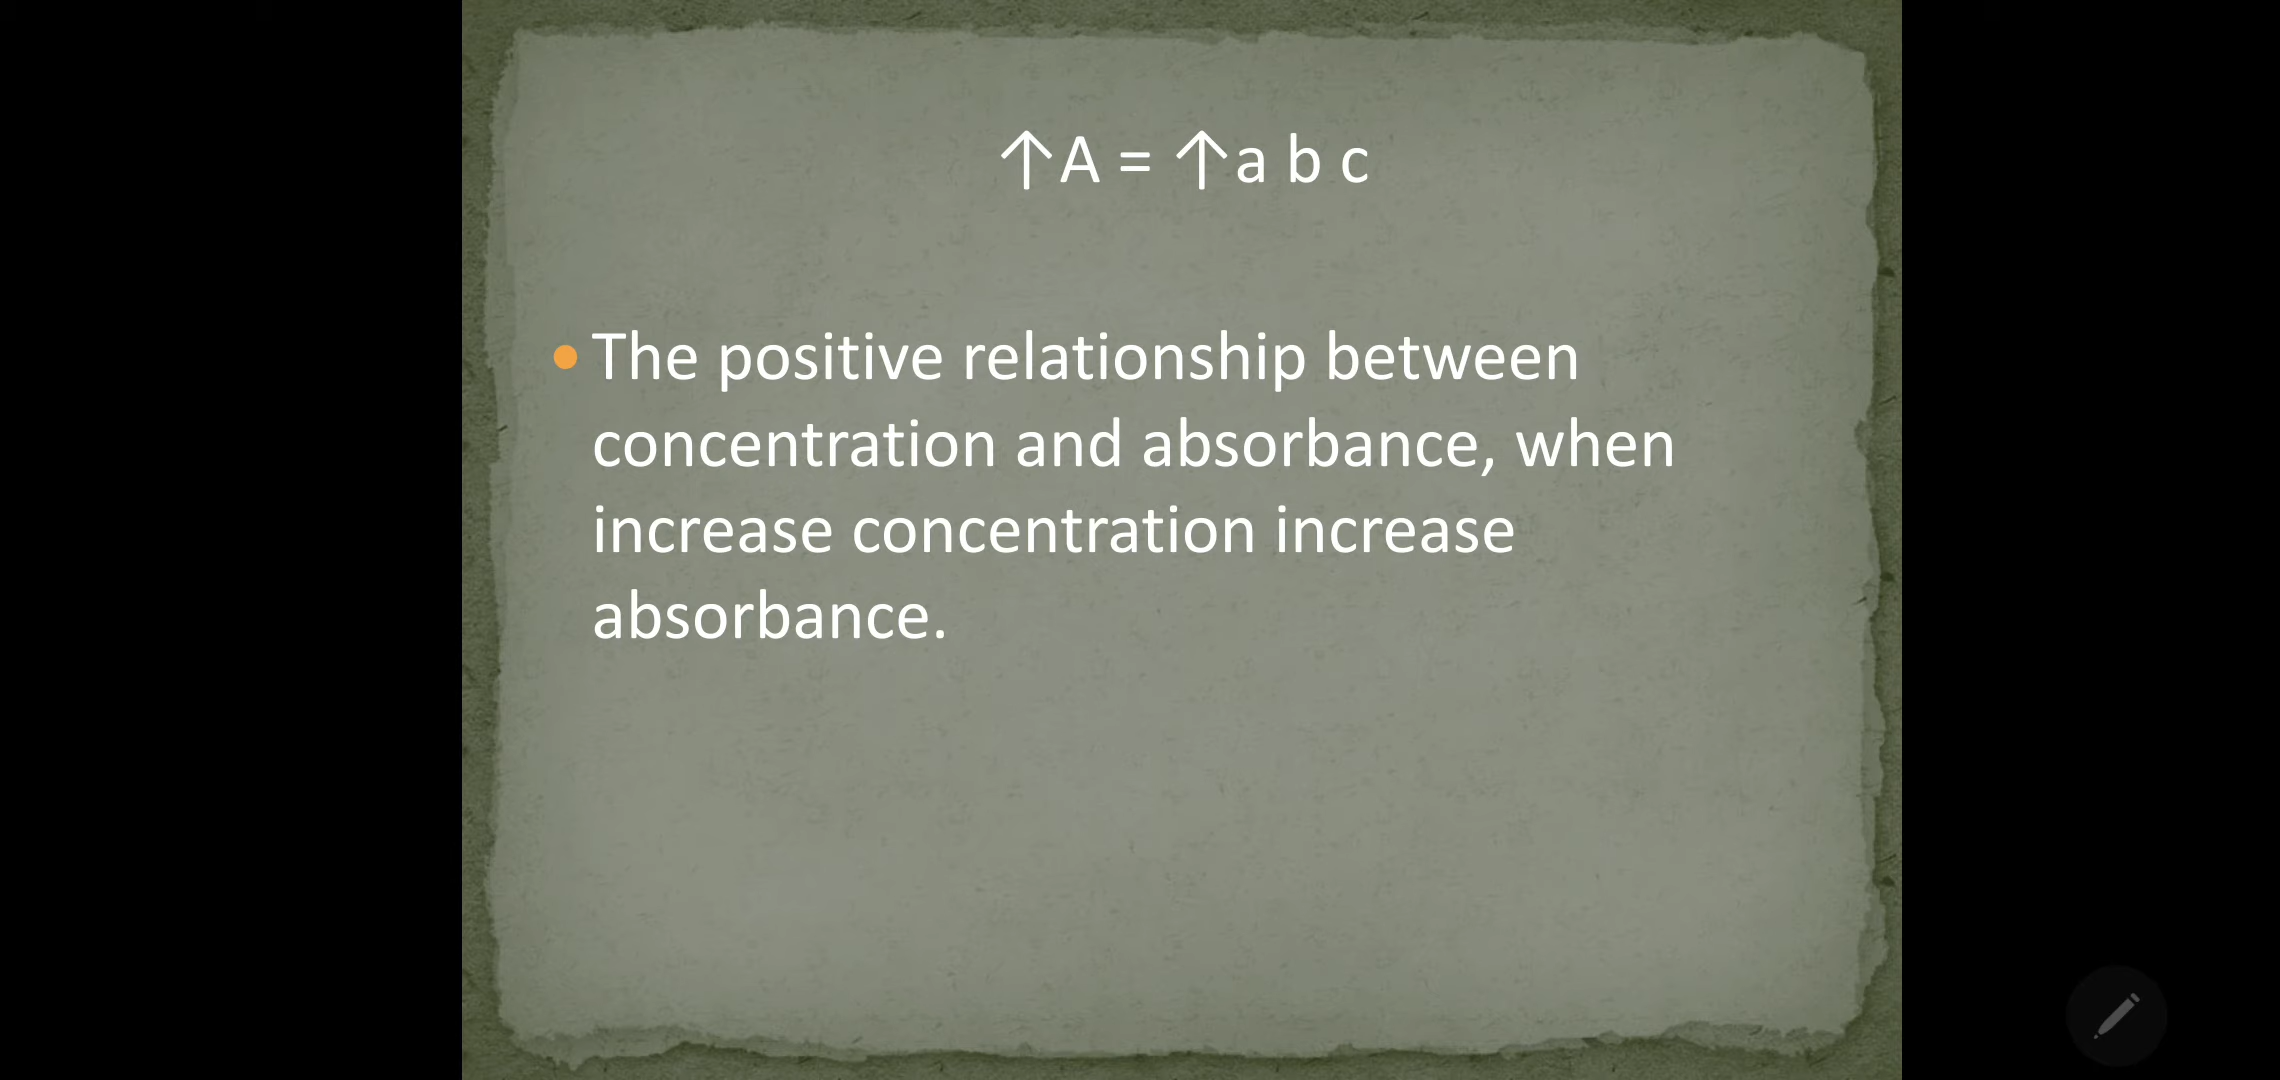 ↑A = ↑a b c
• The positive relationship between
concentration and absorbance, when
increase concentration increase
absorbance.